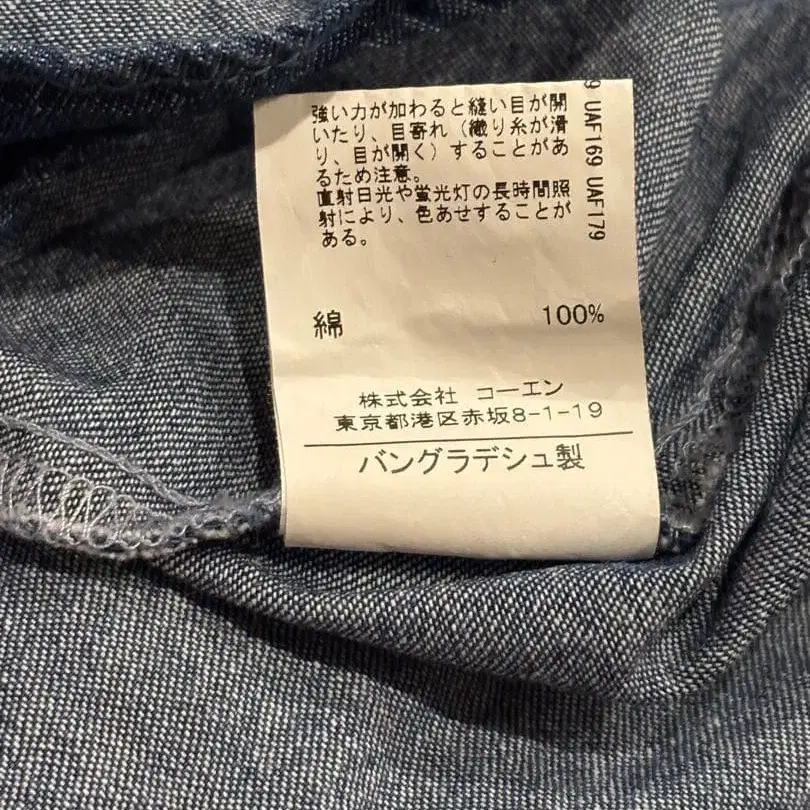 強い力が加わると縫い目が開
いたり、目寄れ（織り糸が滑
り、目が開く）することがあ
るため注意。
直射日光や蛍光灯の長時間照
射により、色あせすることが
ある。
9 UAF169 UAF179
綿 100%
株式会社 コーエン
東京都港区赤坂8-1-19
バングラデシュ製